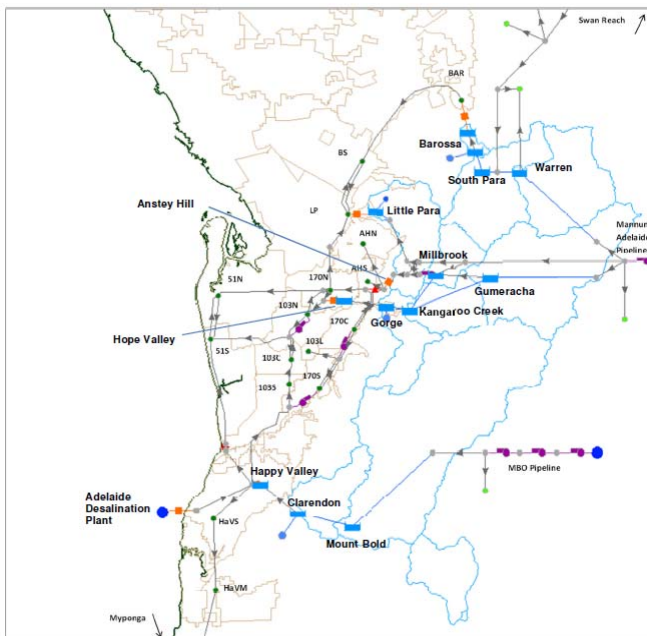 Swan Reach
BAR
Barossa
BS
South Para
Warren
Anstey Hill
LP
Little Para
Mannum
Adelaide
Pipeline
AHN
Millbrook
51N
170N
AHS
Gumeracha
103N
170C
Gorge
Kangaroo Creek
Hope Valley
51S
103C
103L
103S
170S
MBO Pipeline
Happy Valley
Adelaide
Desalination
Plant
Clarendon
HaVS
Mount Bold
HaVM
Myponga